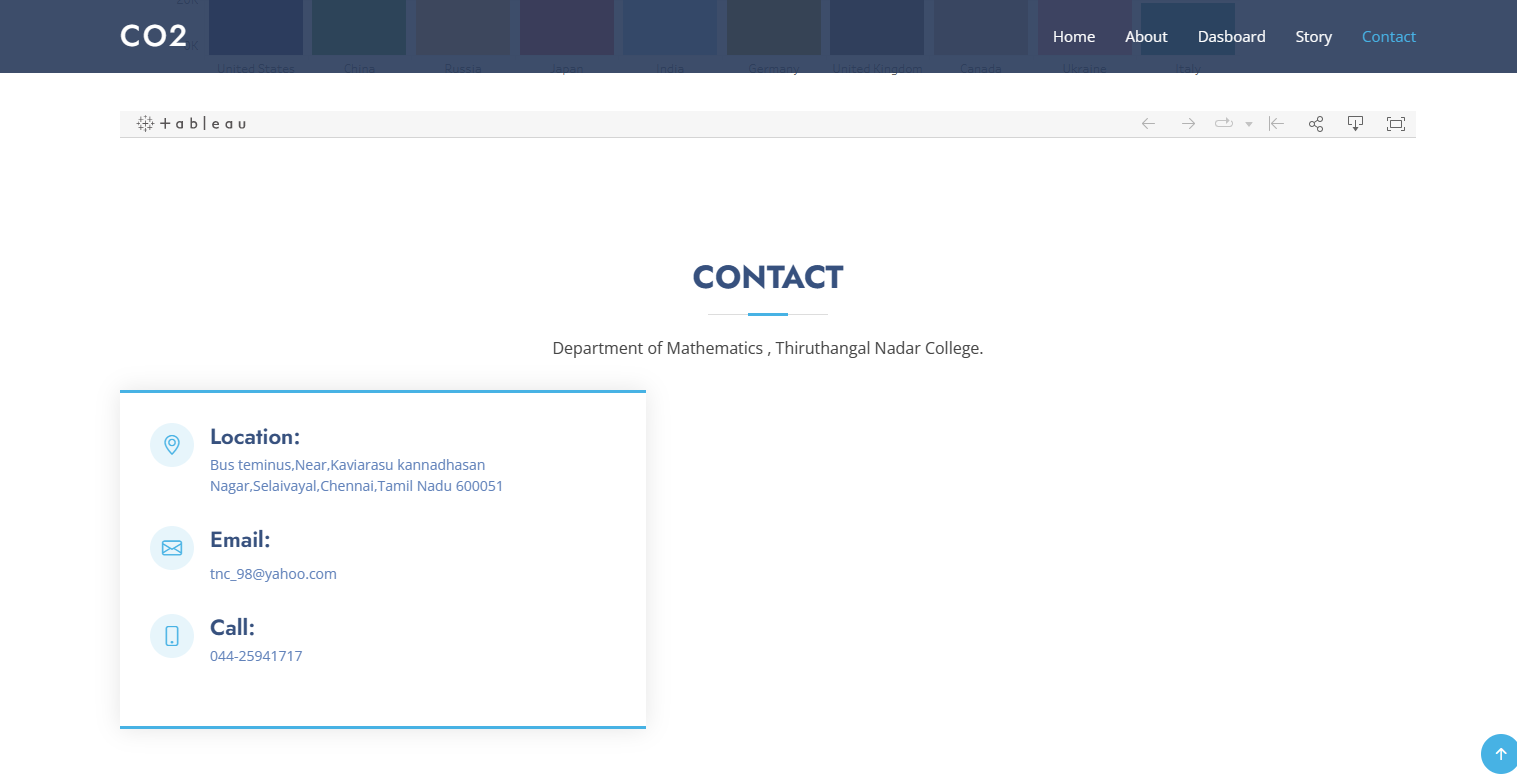 CO2
Home About Dasboard Story Contact
United States China Russia Japan India Germany United Kingdom Canada Ukraine Italy
+ a b l e a u
CONTACT
Department of Mathematics , Thiruthangal Nadar College.
Location:
Bus teminus,Near,Kaviarasu kannadhasan
Nagar,Selaivayal,Chennai,Tamil Nadu 600051
Email:
tnc_98@yahoo.com
Call:
044-25941717